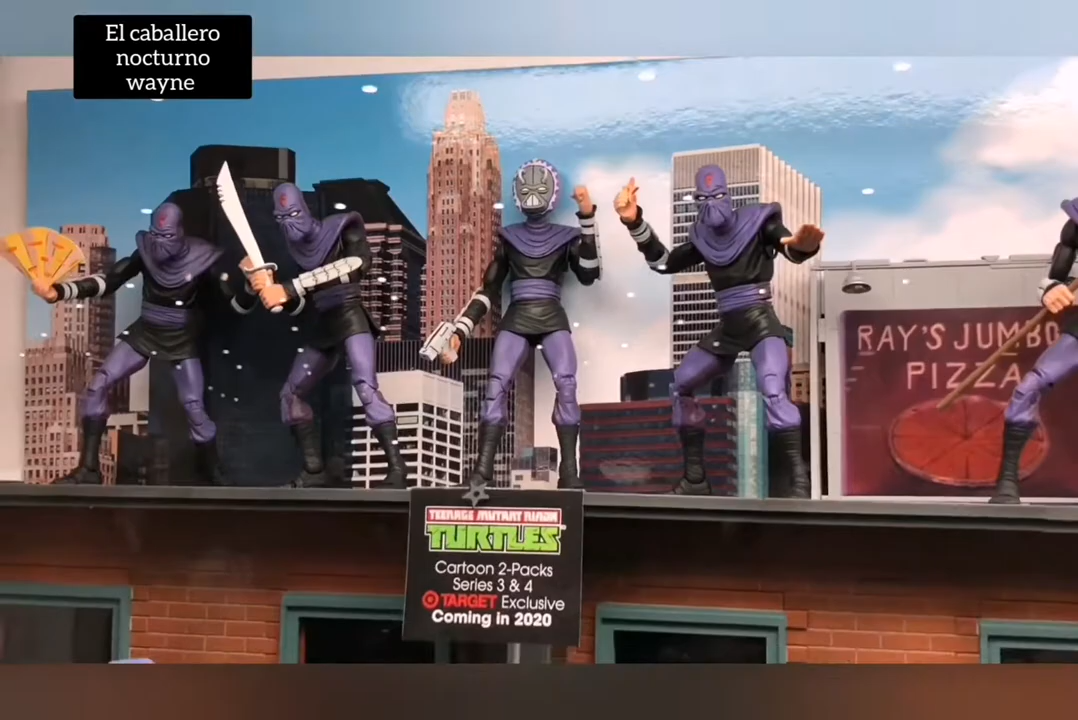 El caballero
nocturno
wayne
RAY'S JUMBO
PIZZA
TEENAGE MUTANT NINJA
TURTLES
Cartoon 2-Packs
Series 3 & 4
TARGET Exclusive
Coming in 2020